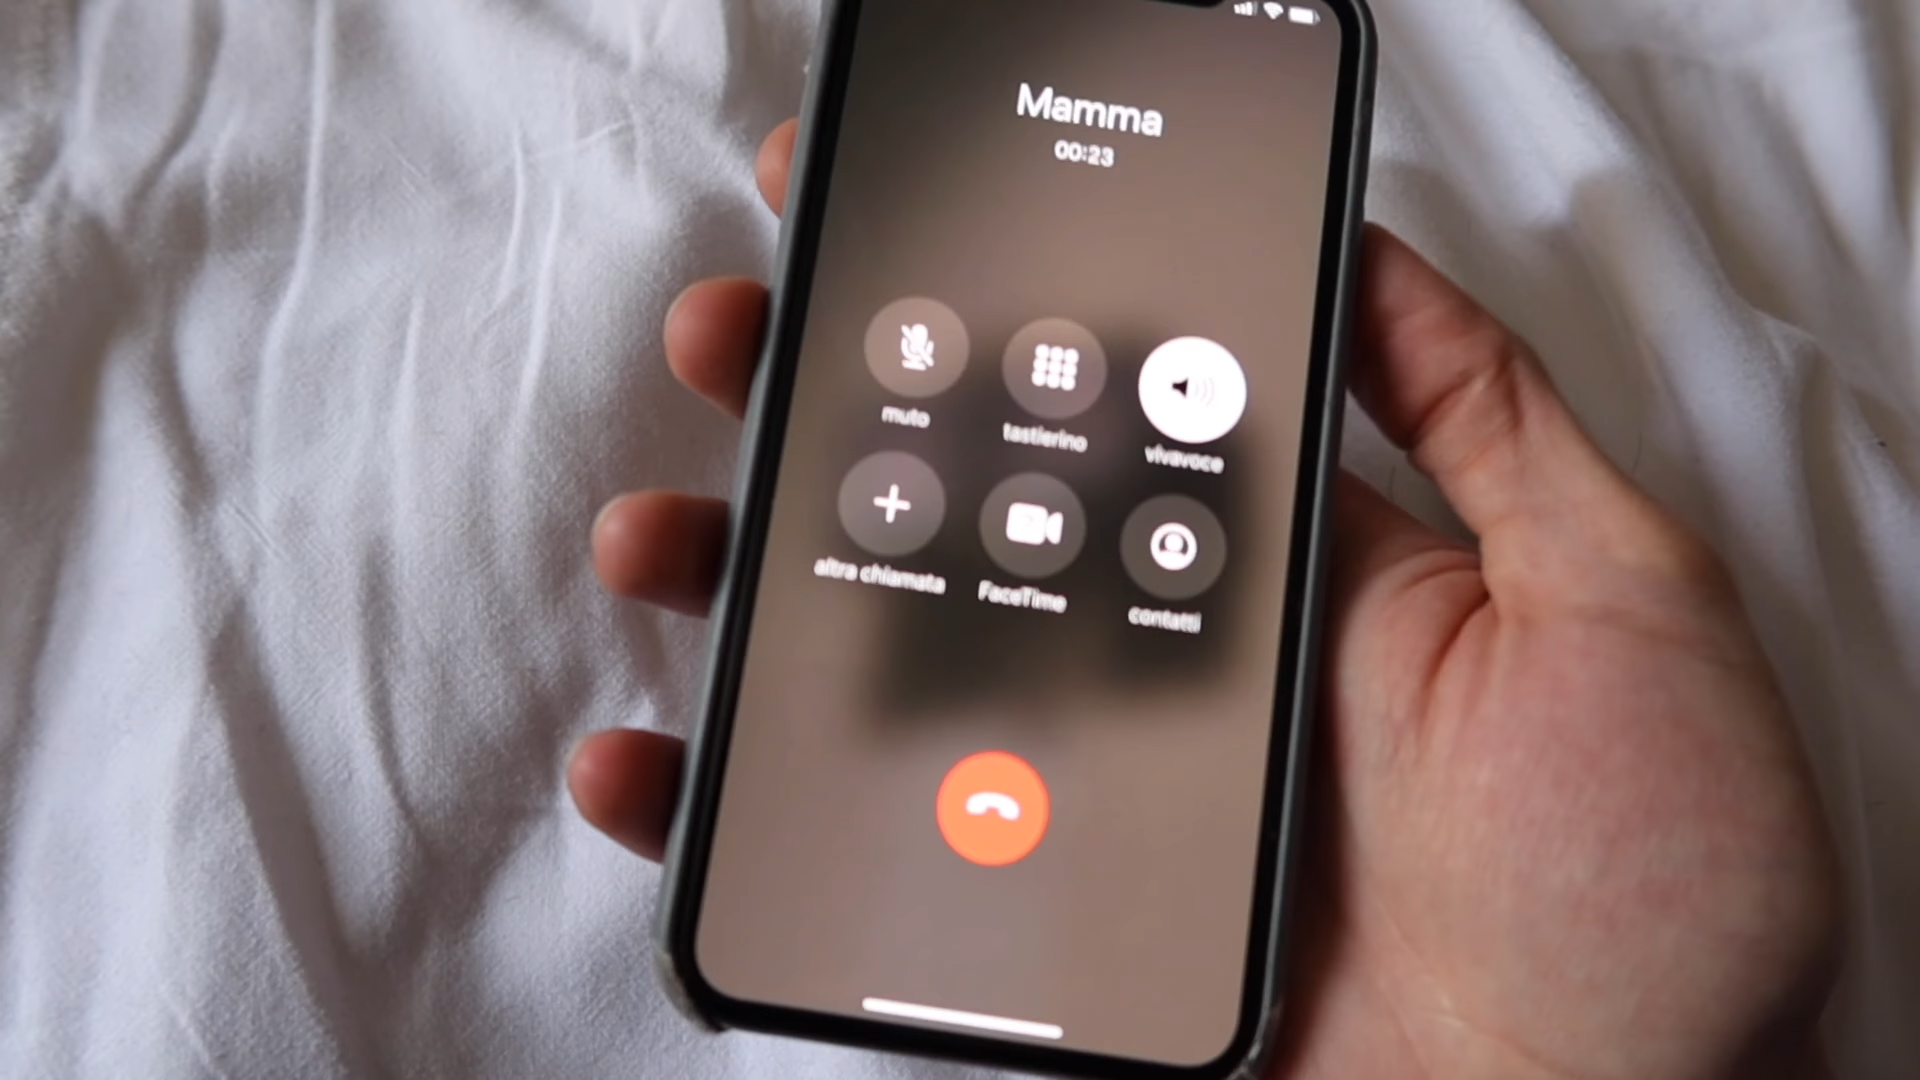 Mamma
00:23
muto
tastierino
vivavoce
altra chiamata
FaceTime
contatti